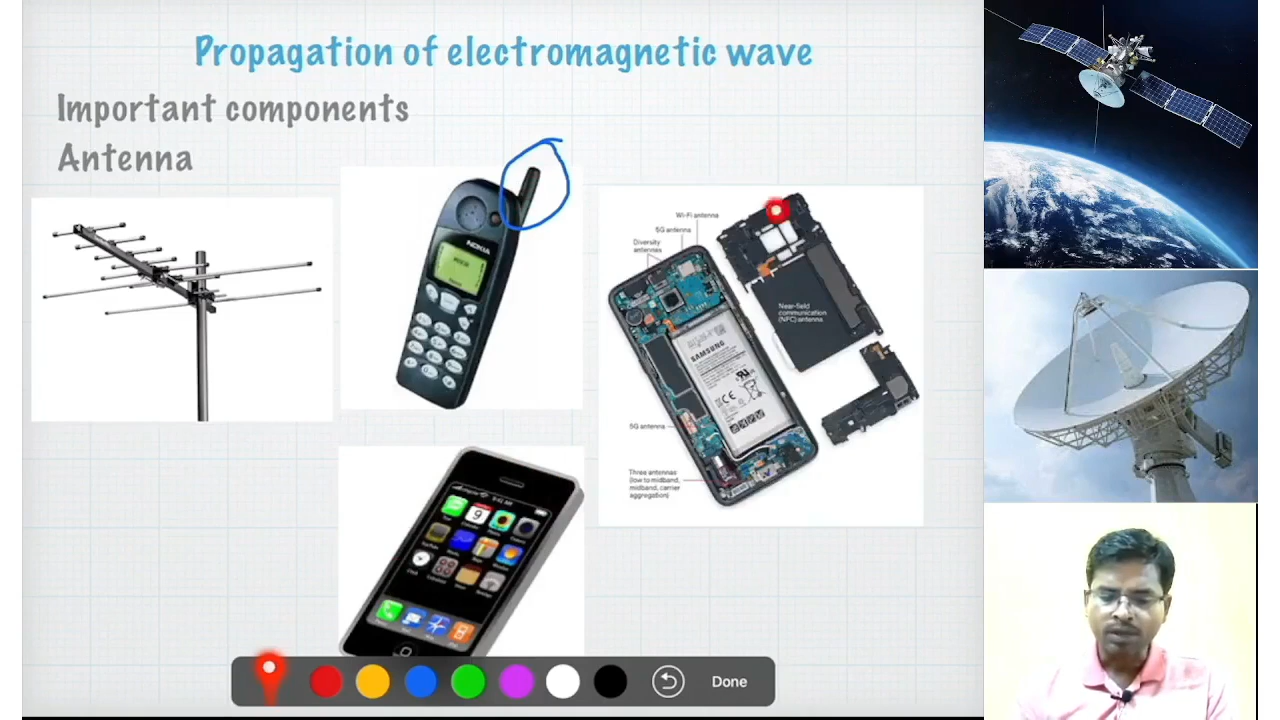 Propagation of electromagnetic wave
Important components
Antenna
NOKIA
Wi-Fi antenna
5G antenna
Diversity
antennas
Near-field
communication
(NFC) antenna
SAMSUNG
5G antenna
Three antennas
(low to midband,
midband, carrier
aggregation)
9
Done